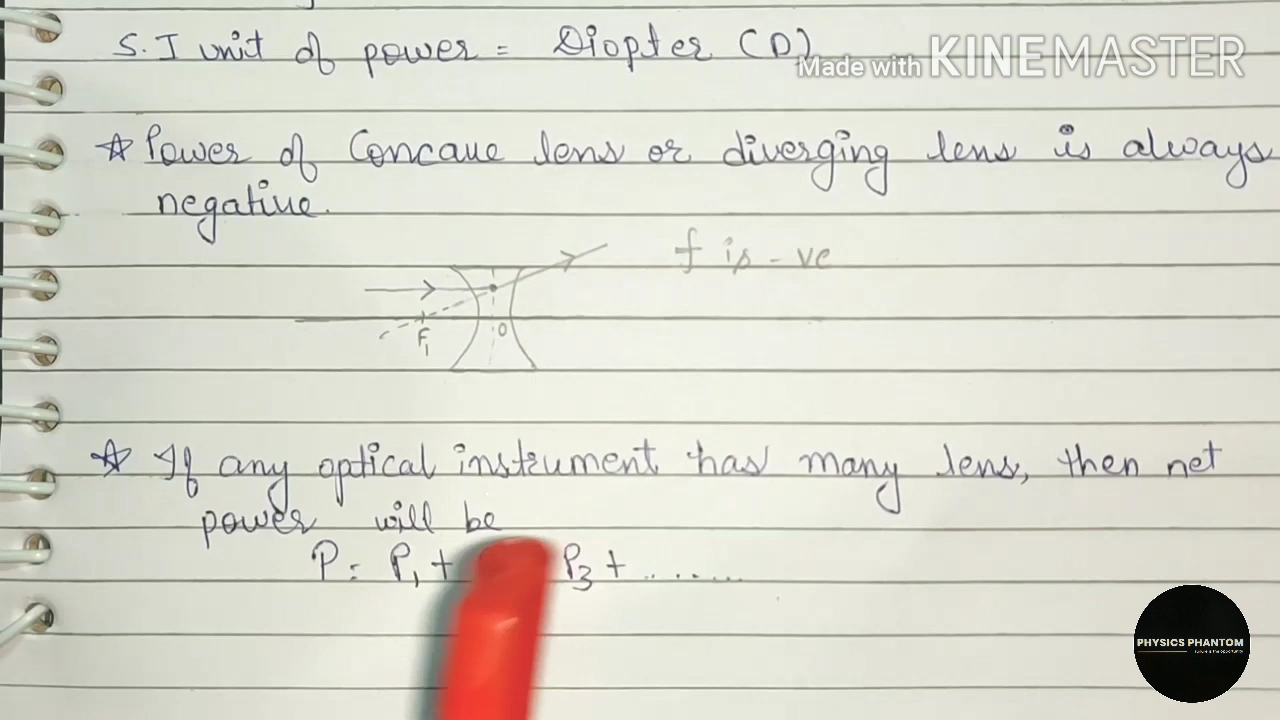 S.I unit of power = Diopter (D)
Made with KINEMASTER
☆ Power of Concave lens or diverging lens is always
negative.
f is -ve
F1
O
☆ If any optical instrument has many lens, then net
power will be
P = P1 + P3 + ........
PHYSICS PHANTOM